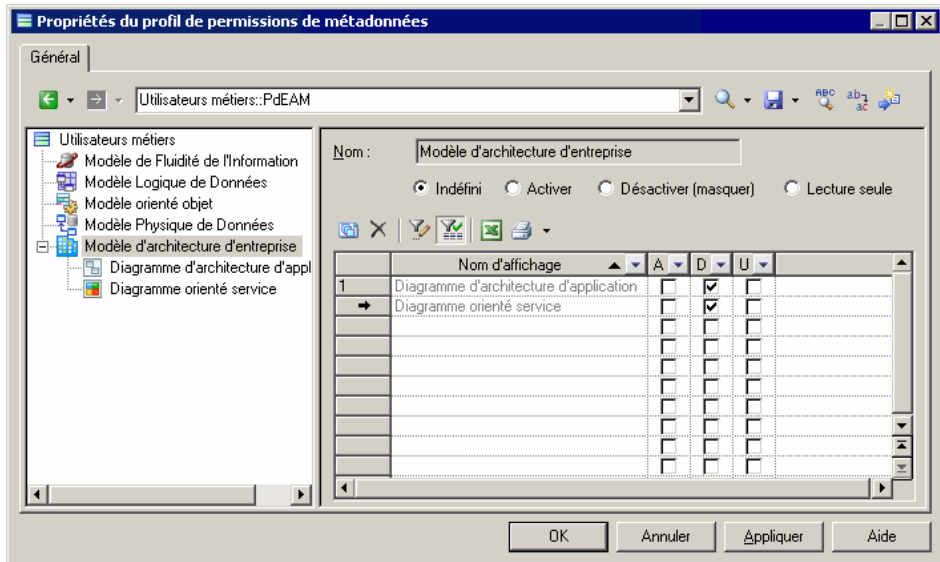 Propriétés du profil de permissions de métadonnées
Général
Utilisateurs métiers::PdEAM
Utilisateurs métiers
Modèle de Fluidité de l'Information
Modèle Logique de Données
Modèle orienté objet
Modèle Physique de Données
Modèle d'architecture d'entreprise
Diagramme d'architecture d'appl
Diagramme orienté service
Nom :
Modèle d'architecture d'entreprise
Indéfini Activer Désactiver (masquer) Lecture seule
Nom d'affichage A D U
1 Diagramme d'architecture d'application
Diagramme orienté service
OK Annuler Appliquer Aide